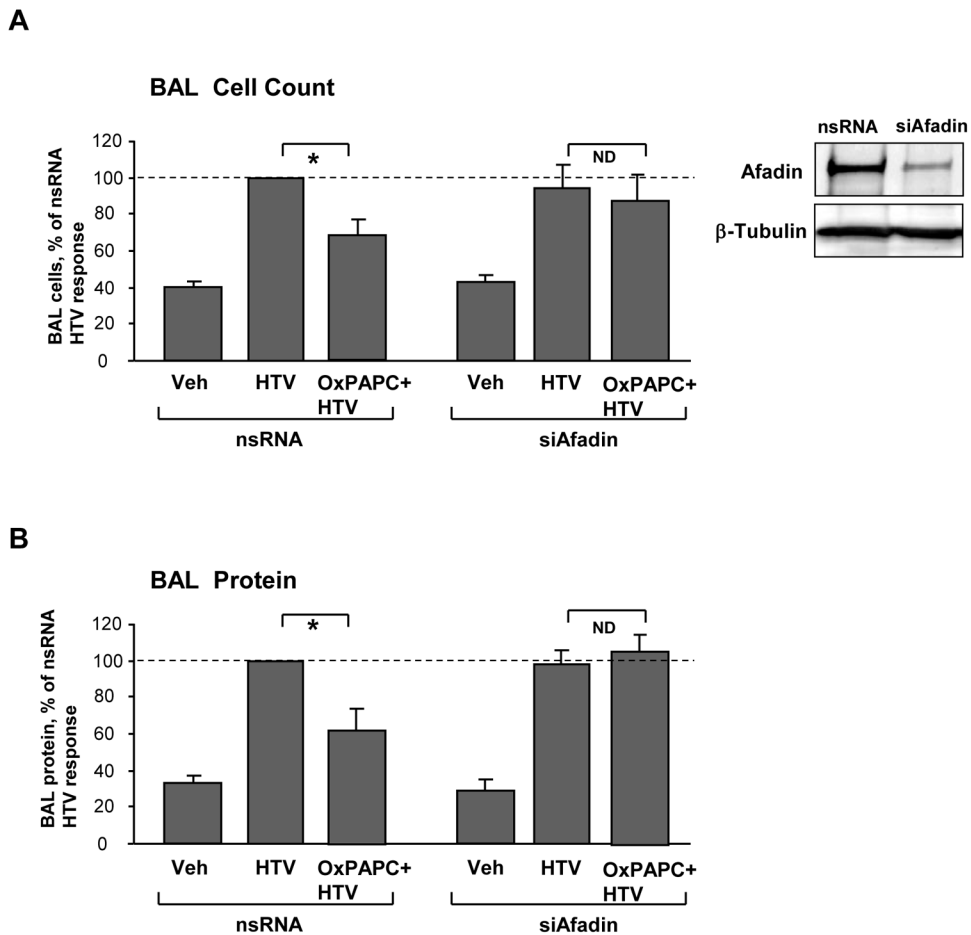 A
BAL Cell Count
BAL cells, % of nsRNA
HTV response
120
100
80
60
40
20
0
*
ND
Veh
HTV
OxPAPC+
HTV
Veh
HTV
OxPAPC+
HTV
nsRNA
siAfadin
nsRNA siAfadin
Afadin
β-Tubulin
B
BAL Protein
BAL protein, % of nsRNA
HTV response
120
100
80
60
40
20
0
*
ND
Veh
HTV
OxPAPC+
HTV
Veh
HTV
OxPAPC+
HTV
nsRNA
siAfadin